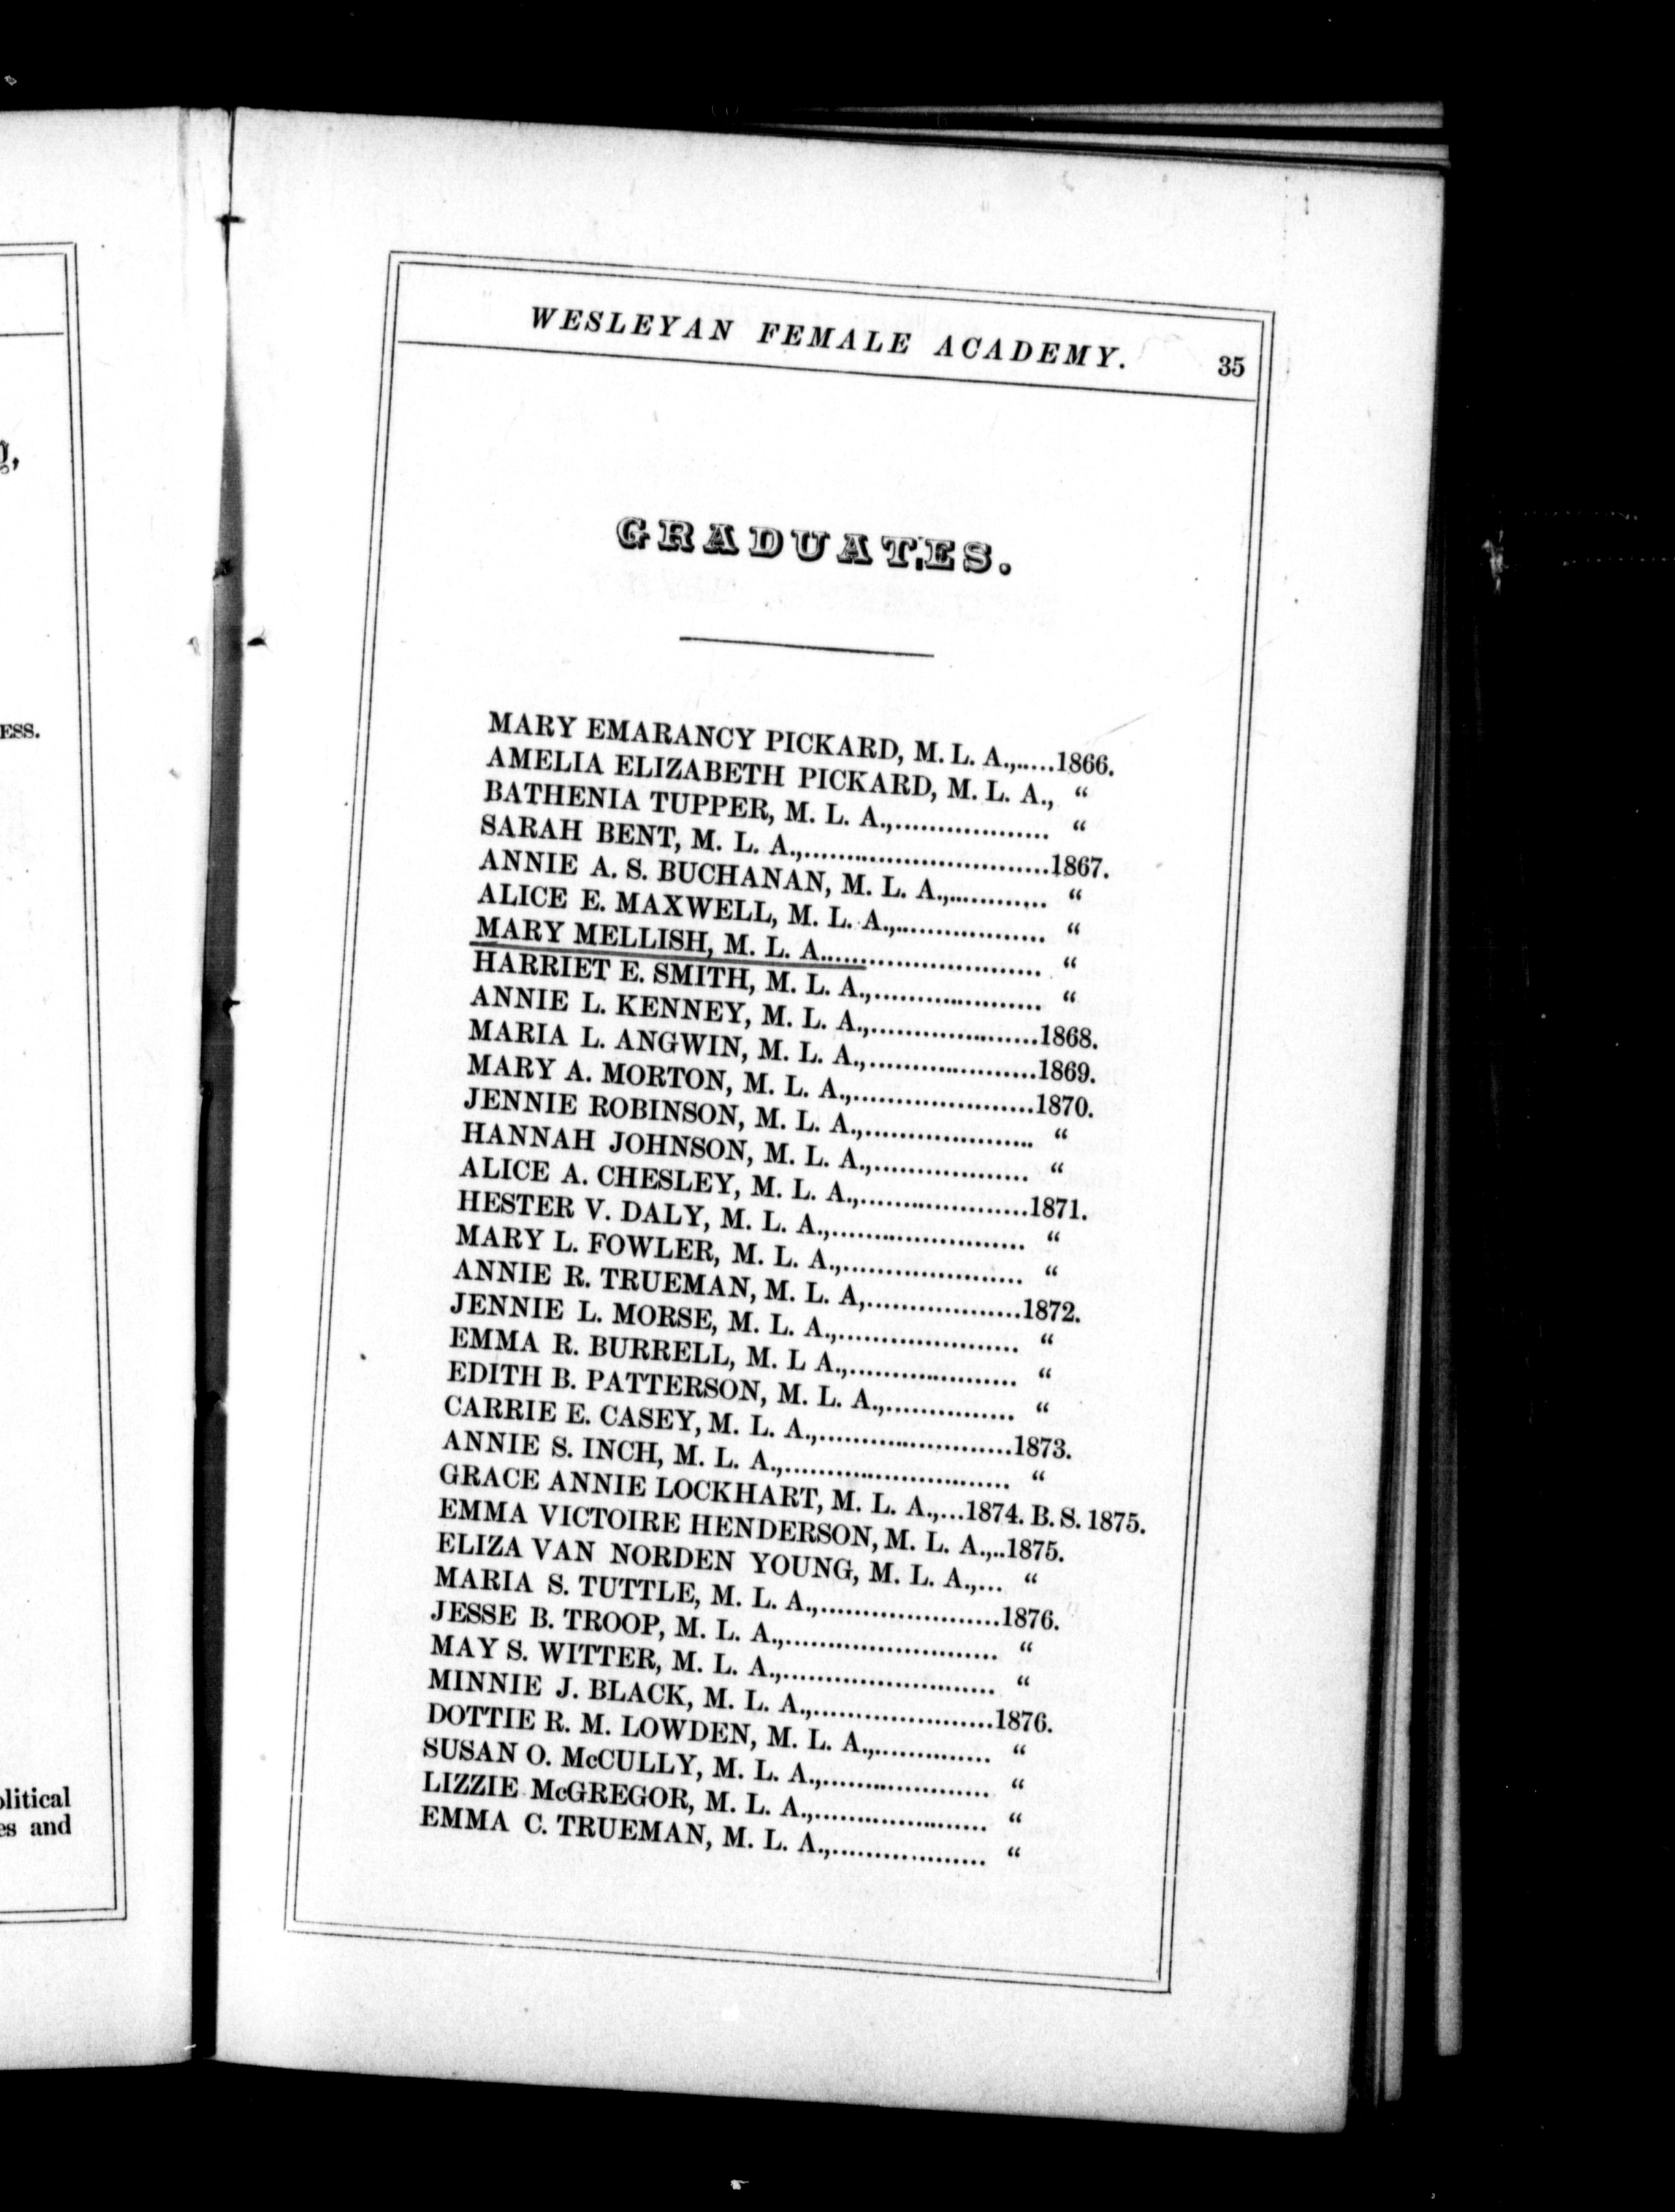 ESS.
olitical
es and
WESLEYAN FEMALE ACADEMY. 35
GRADUATES.
MARY EMARANCY PICKARD, M. L. A.,.....1866.
AMELIA ELIZABETH PICKARD, M. L. A., “
BATHENIA TUPPER, M. L. A.,.................. “
SARAH BENT, M. L. A.,.............................1867.
ANNIE A. S. BUCHANAN, M. L. A.,............ “
ALICE E. MAXWELL, M. L. A.,.................. “
MARY MELLISH, M. L. A.......................... “
HARRIET E. SMITH, M. L. A.,.................... “
ANNIE L. KENNEY, M. L. A.,....................1868.
MARIA L. ANGWIN, M. L. A.,....................1869.
MARY A. MORTON, M. L. A.,.....................1870.
JENNIE ROBINSON, M. L. A.,.................... “
HANNAH JOHNSON, M. L. A.,.................. “
ALICE A. CHESLEY, M. L. A.,....................1871.
HESTER V. DALY, M. L. A.,....................... “
MARY L. FOWLER, M. L. A.,..................... “
ANNIE R. TRUEMAN, M. L. A,..................1872.
JENNIE L. MORSE, M. L. A.,..................... “
EMMA R. BURRELL, M. L A.,.................... “
EDITH B. PATTERSON, M. L. A.,............... “
CARRIE E. CASEY, M. L. A.,.......................1873.
ANNIE S. INCH, M. L. A.,........................... “
GRACE ANNIE LOCKHART, M. L. A.,...1874. B. S. 1875.
EMMA VICTOIRE HENDERSON, M. L. A.,..1875.
ELIZA VAN NORDEN YOUNG, M. L. A.,... “
MARIA S. TUTTLE, M. L. A.,.....................1876.
JESSE B. TROOP, M. L. A.,......................... “
MAY S. WITTER, M. L. A.,......................... “
MINNIE J. BLACK, M. L. A.,.....................1876.
DOTTIE R. M. LOWDEN, M. L. A.,.............. “
SUSAN O. McCULLY, M. L. A.,.................... “
LIZZIE McGREGOR, M. L. A.,.................... “
EMMA C. TRUEMAN, M. L. A.,.................. “